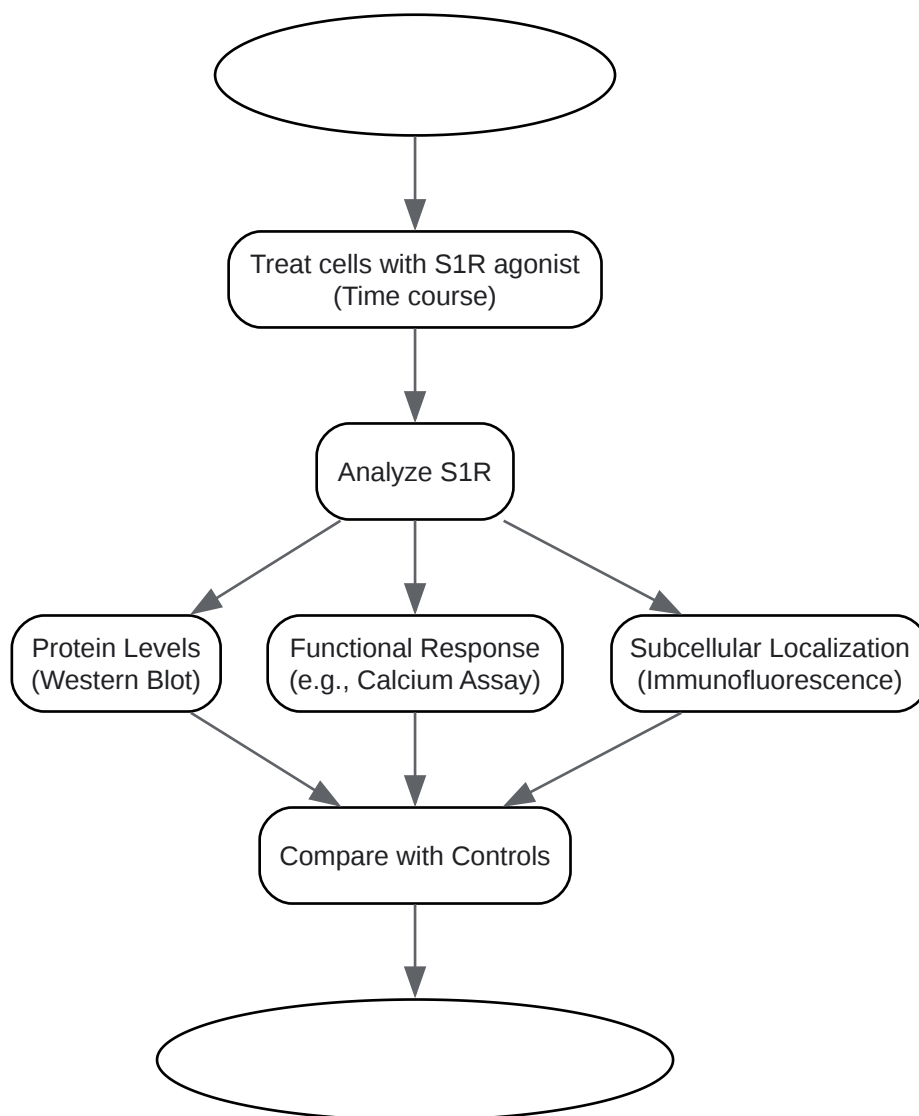 Treat cells with S1R agonist
(Time course)
Analyze S1R
Protein Levels
(Western Blot)
Functional Response
(e.g., Calcium Assay)
Subcellular Localization
(Immunofluorescence)
Compare with Controls